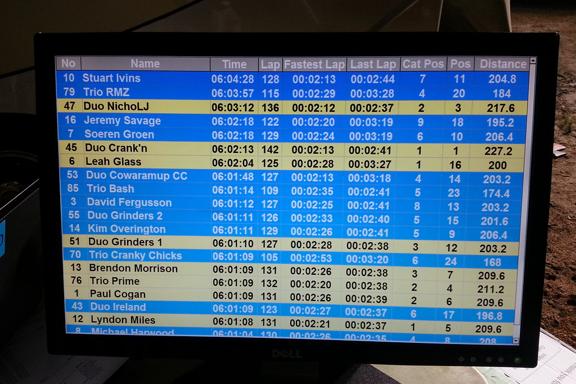 No Name Time Lap Fastest Lap Last Lap Cat Pos Pos Distance
10 Stuart Ivins 06:04:28 128 00:02:13 00:02:44 7 11 204.8
79 Trio RMZ 06:03:57 115 00:02:29 00:03:28 4 20 184
47 Duo NichoLJ 06:03:12 136 00:02:12 00:02:37 2 3 217.6
16 Jeremy Savage 06:02:18 122 00:02:20 00:03:19 9 18 195.2
7 Soeren Groen 06:02:18 129 00:02:24 00:03:19 6 10 206.4
45 Duo Crank'n 06:02:13 142 00:02:13 00:02:41 1 1 227.2
6 Leah Glass 06:02:04 125 00:02:28 00:03:27 1 16 200
53 Duo Cowaramup CC 06:01:48 127 00:02:13 00:03:18 4 14 203.2
85 Trio Bash 06:01:14 109 00:02:35 00:02:41 5 23 174.4
3 David Fergusson 06:01:12 127 00:02:25 00:02:41 8 13 203.2
55 Duo Grinders 2 06:01:11 126 00:02:33 00:02:40 5 15 201.6
14 Kim Overington 06:01:11 129 00:02:26 00:02:41 5 9 206.4
51 Duo Grinders 1 06:01:10 127 00:02:28 00:02:38 3 12 203.2
70 Trio Cranky Chicks 06:01:09 105 00:02:53 00:03:20 6 24 168
13 Brendon Morrison 06:01:09 131 00:02:26 00:02:38 3 7 209.6
76 Trio Prime 06:01:09 132 00:02:20 00:02:38 2 4 211.2
1 Paul Cogan 06:01:09 131 00:02:26 00:02:39 2 6 209.6
43 Duo Ireland 06:01:09 123 00:02:27 00:02:37 6 17 196.8
12 Lyndon Miles 06:01:08 131 00:02:21 00:02:37 1 5 209.6
8 Michael Harwood 06:01:04 130 00:02:26 00:02:35 4 8 208
DELL